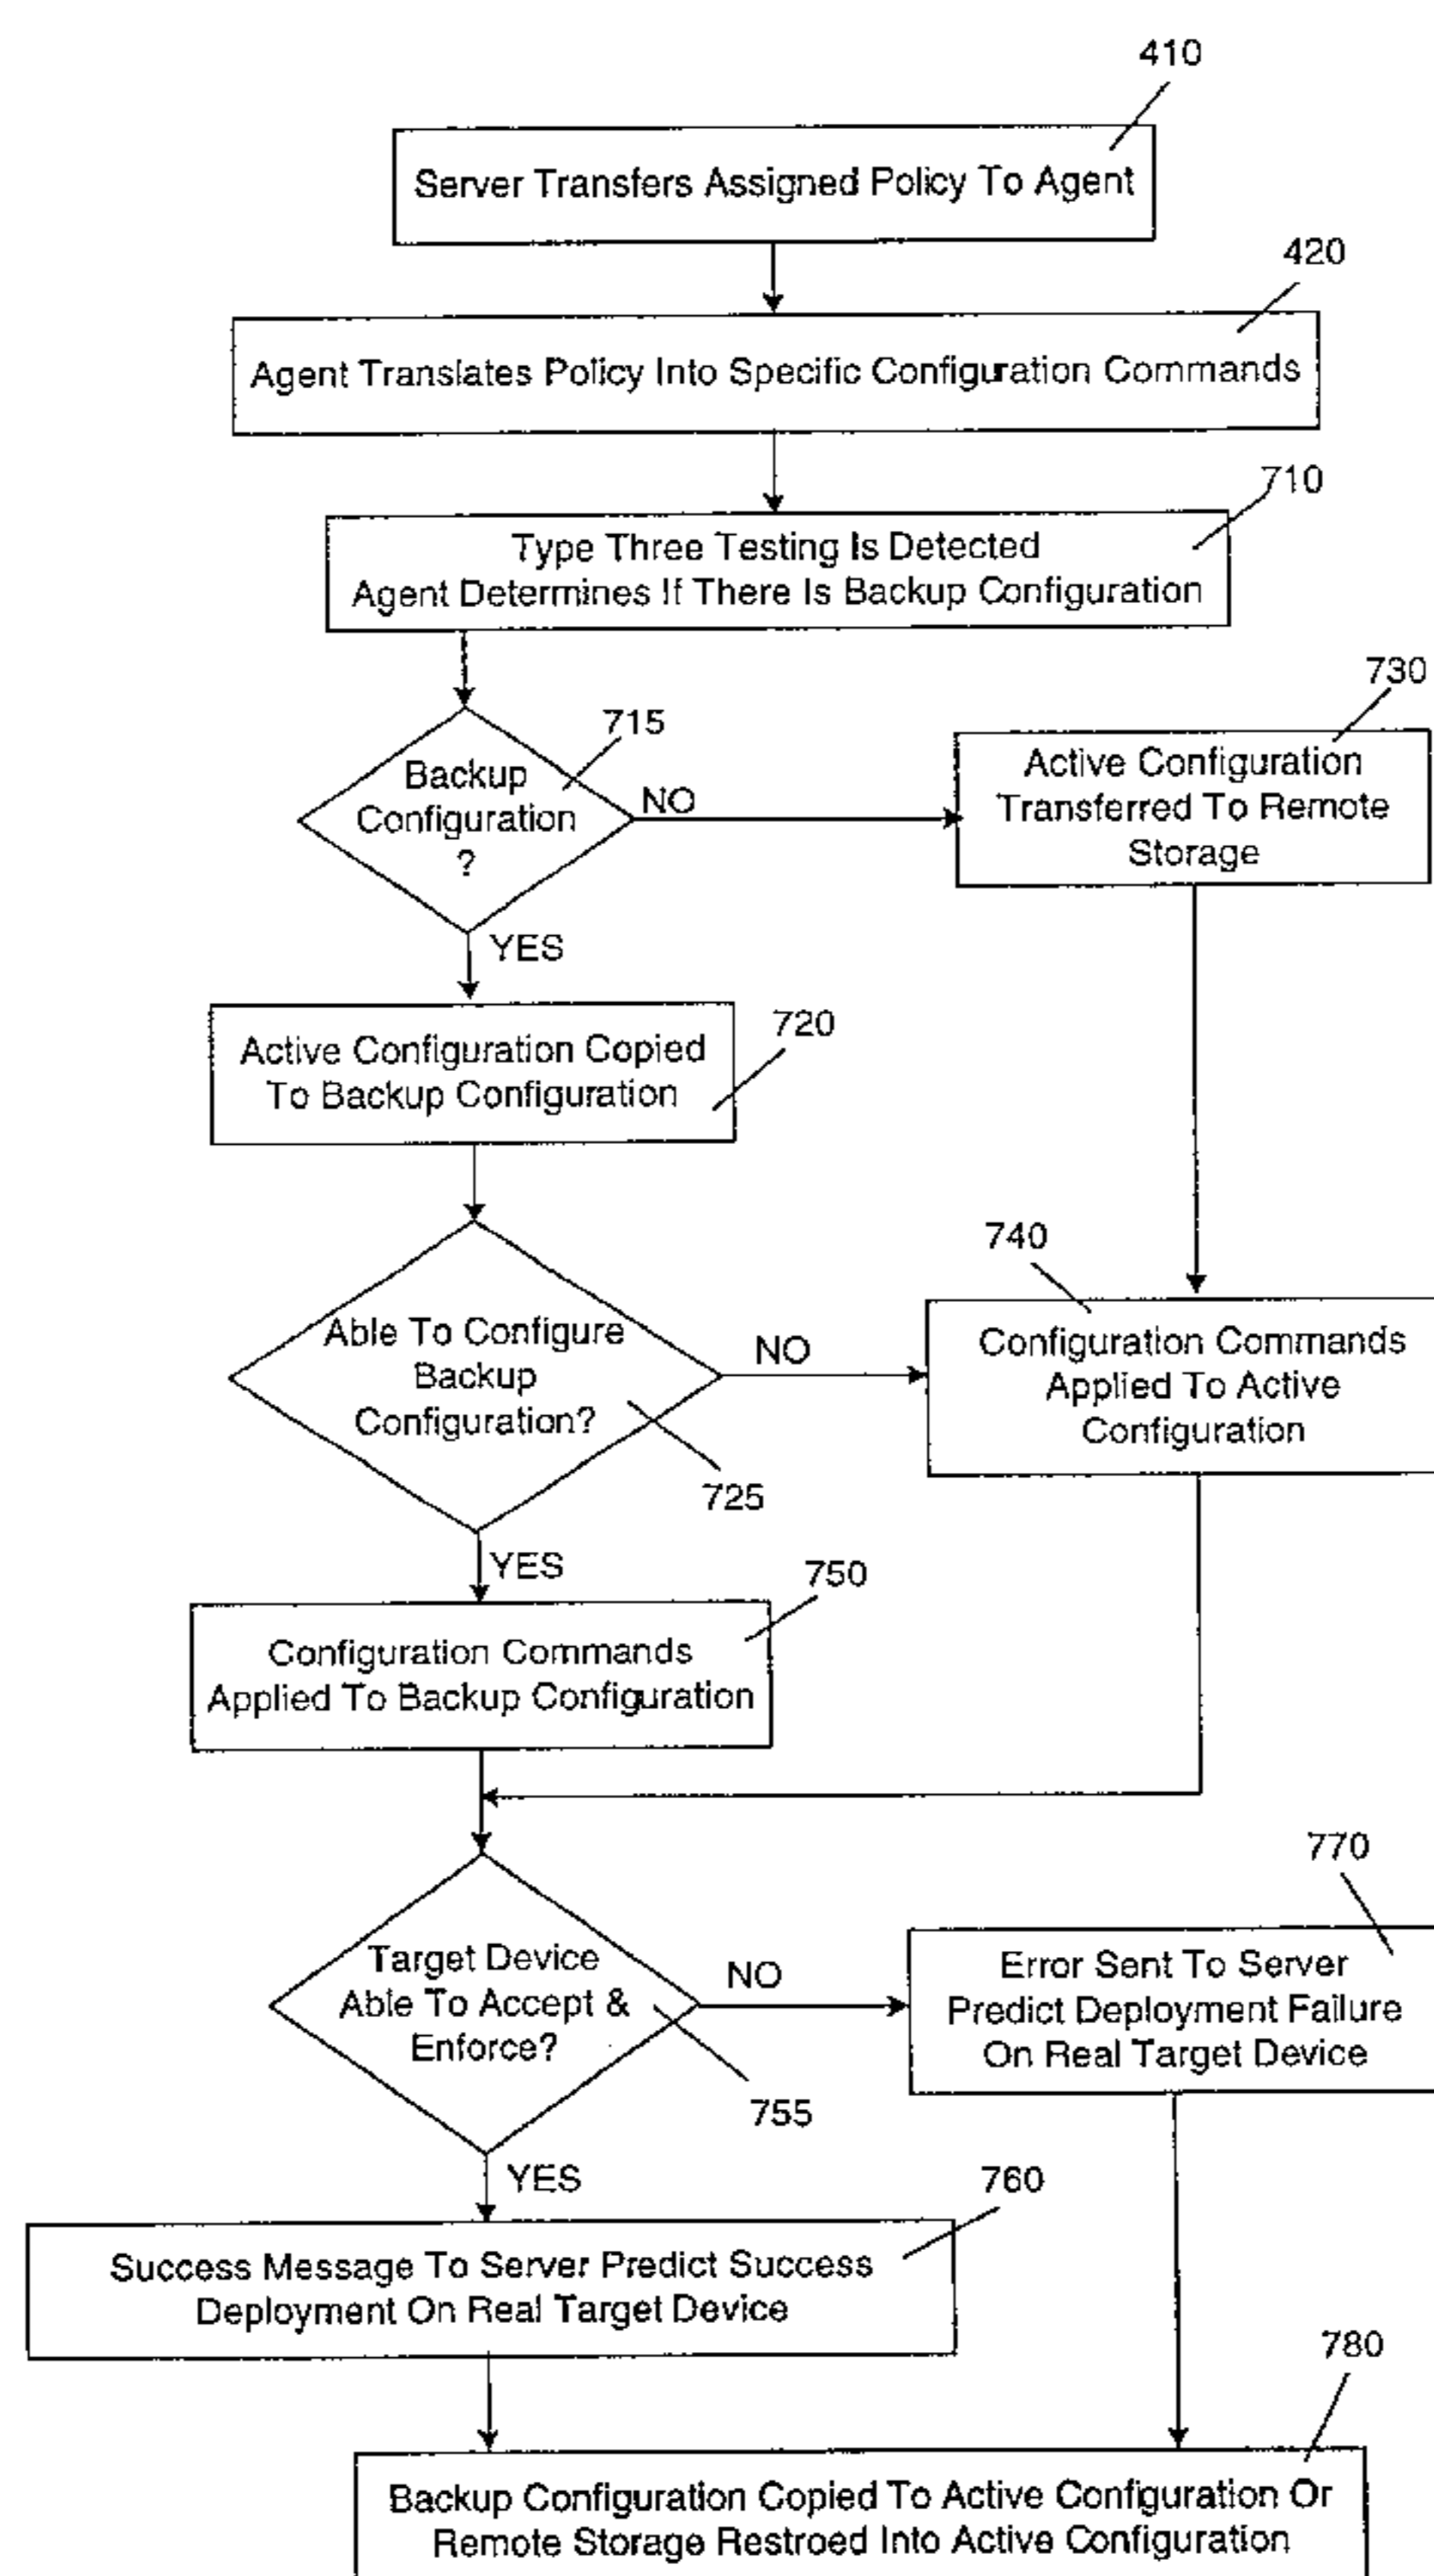 410
Server Transfers Assigned Policy To Agent
420
Agent Translates Policy Into Specific Configuration Commands
710
Type Three Testing Is Detected
Agent Determines If There Is Backup Configuration
715
Backup
Configuration
?
NO
YES
730
Active Configuration
Transferred To Remote
Storage
720
Active Configuration Copied
To Backup Configuration
740
Configuration Commands
Applied To Active
Configuration
Able To Configure
Backup
Configuration?
NO
725
YES
750
Configuration Commands
Applied To Backup Configuration
770
Error Sent To Server
Predict Deployment Failure
On Real Target Device
Target Device
Able To Accept &
Enforce?
NO
755
YES
760
Success Message To Server Predict Success
Deployment On Real Target Device
780
Backup Configuration Copied To Active Configuration Or
Remote Storage Restroed Into Active Configuration